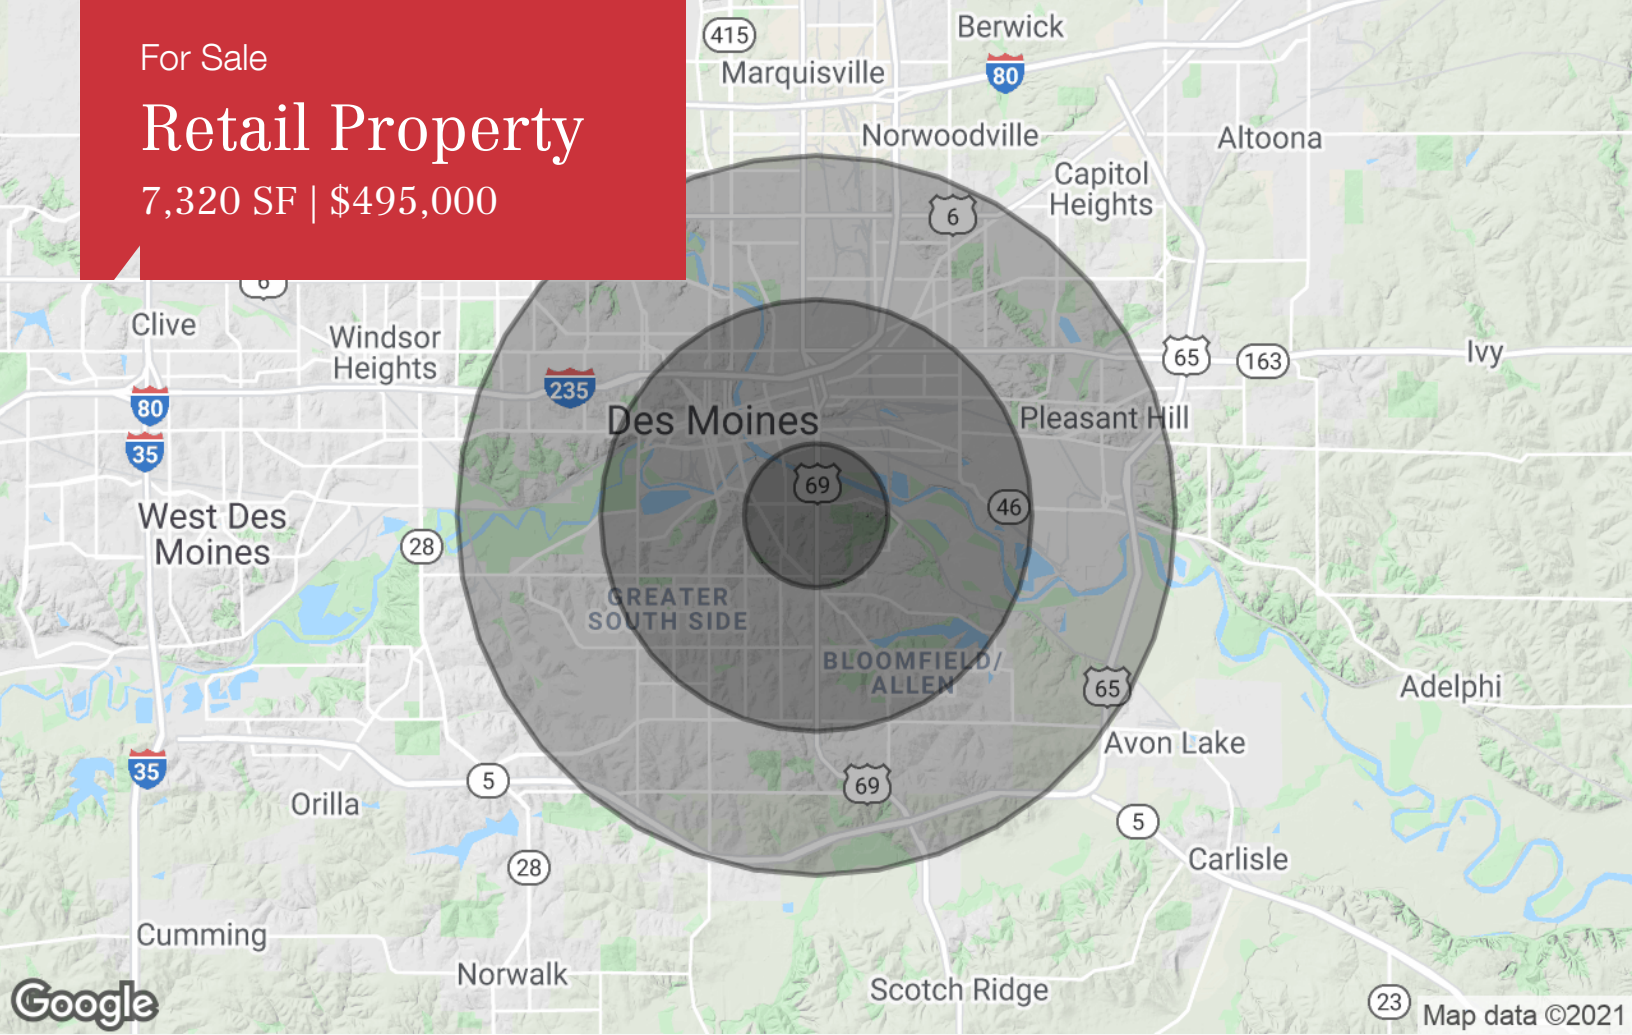 For Sale
Retail Property
7,320 SF | $495,000
415
Berwick
Marquisville
80
Norwoodville
Altoona
Capitol
Heights
6
6
Clive
Windsor
Heights
65
163
Ivy
235
80
Des Moines
Pleasant Hill
35
69
46
West Des
Moines
28
GREATER
SOUTH SIDE
BLOOMFIELD/
ALLEN
65
Adelphi
Avon Lake
35
5
69
Orilla
5
28
Carlisle
Cumming
Norwalk
Scotch Ridge
23
Google
Map data ©2021